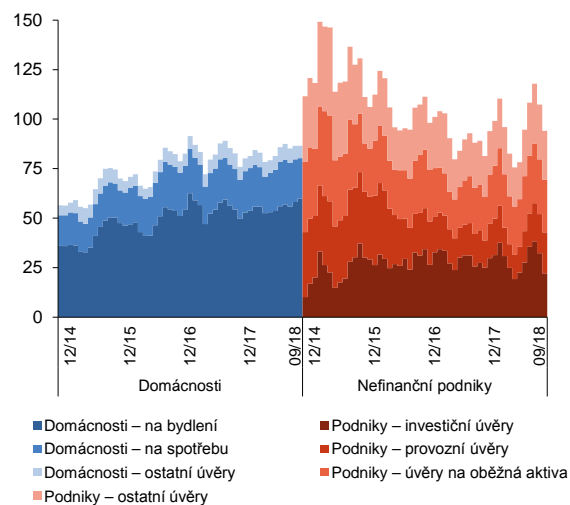 150
125
100
75
50
25
0
12/14
12/15
12/16
12/17
09/18
12/14
12/15
12/16
12/17
09/18
Domácnosti
Nefinanční podniky
Domácnosti – na bydlení
Podniky – investiční úvěry
Domácnosti – na spotřebu
Podniky – provozní úvěry
Domácnosti – ostatní úvěry
Podniky – úvěry na oběžná aktiva
Podniky – ostatní úvěry